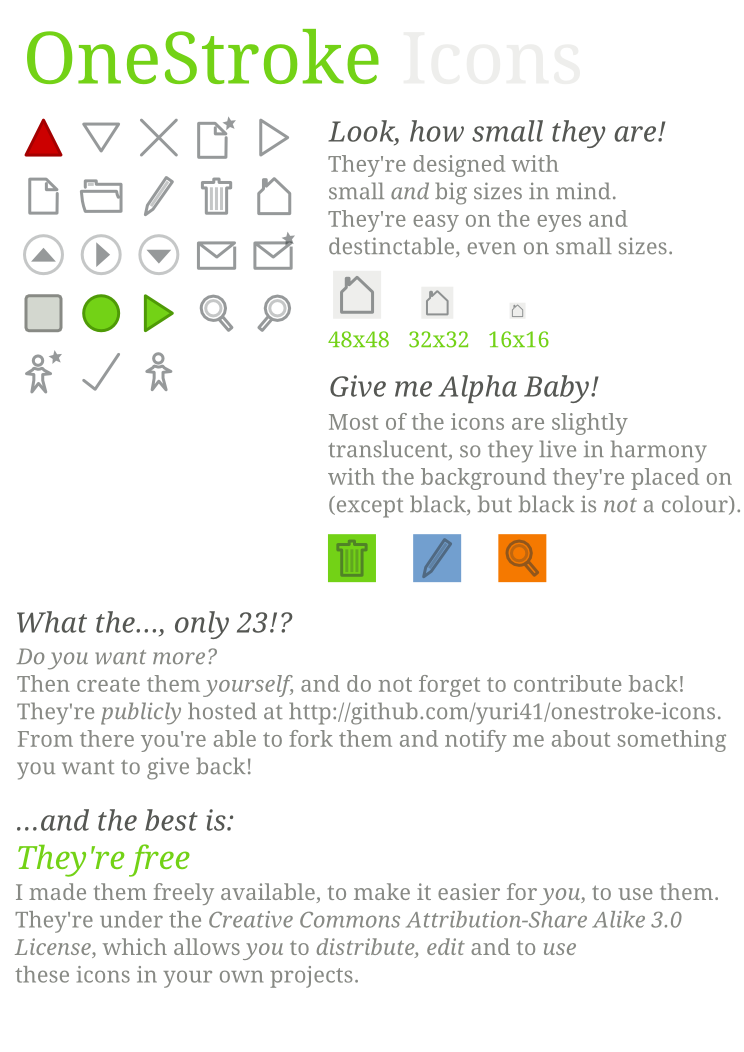 OneStroke Icons
Look, how small they are!
They're designed with
small and big sizes in mind.
They're easy on the eyes and
destinctable, even on small sizes.
48x48 32x32 16x16
Give me Alpha Baby!
Most of the icons are slightly
translucent, so they live in harmony
with the background they're placed on
(except black, but black is not a colour).
What the..., only 23!?
Do you want more?
Then create them yourself, and do not forget to contribute back!
They're publicly hosted at http://github.com/yuri41/onestroke-icons.
From there you're able to fork them and notify me about something
you want to give back!
...and the best is:
They're free
I made them freely available, to make it easier for you, to use them.
They're under the Creative Commons Attribution-Share Alike 3.0
License, which allows you to distribute, edit and to use
these icons in your own projects.